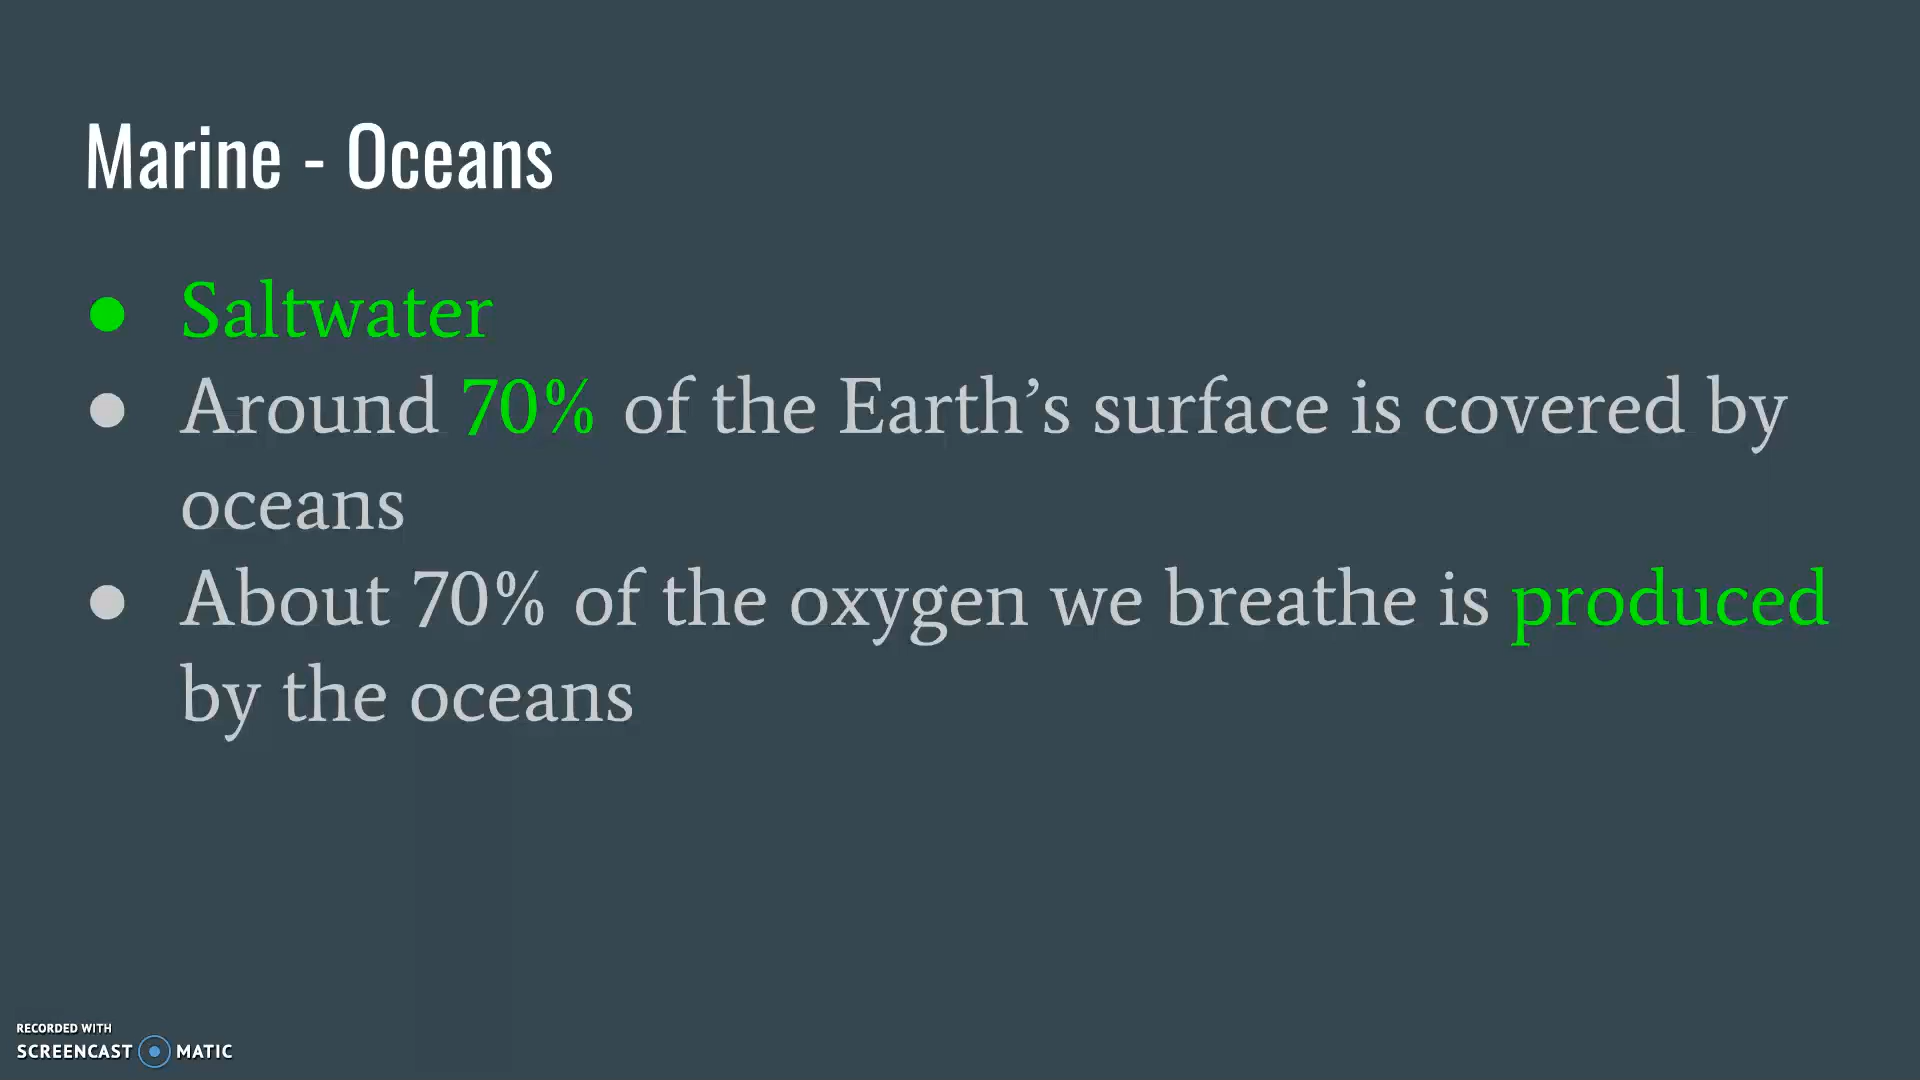 Marine - Oceans
● Saltwater
● Around 70% of the Earth’s surface is covered by
oceans
● About 70% of the oxygen we breathe is produced
by the oceans
RECORDED WITH
SCREENCAST MATIC